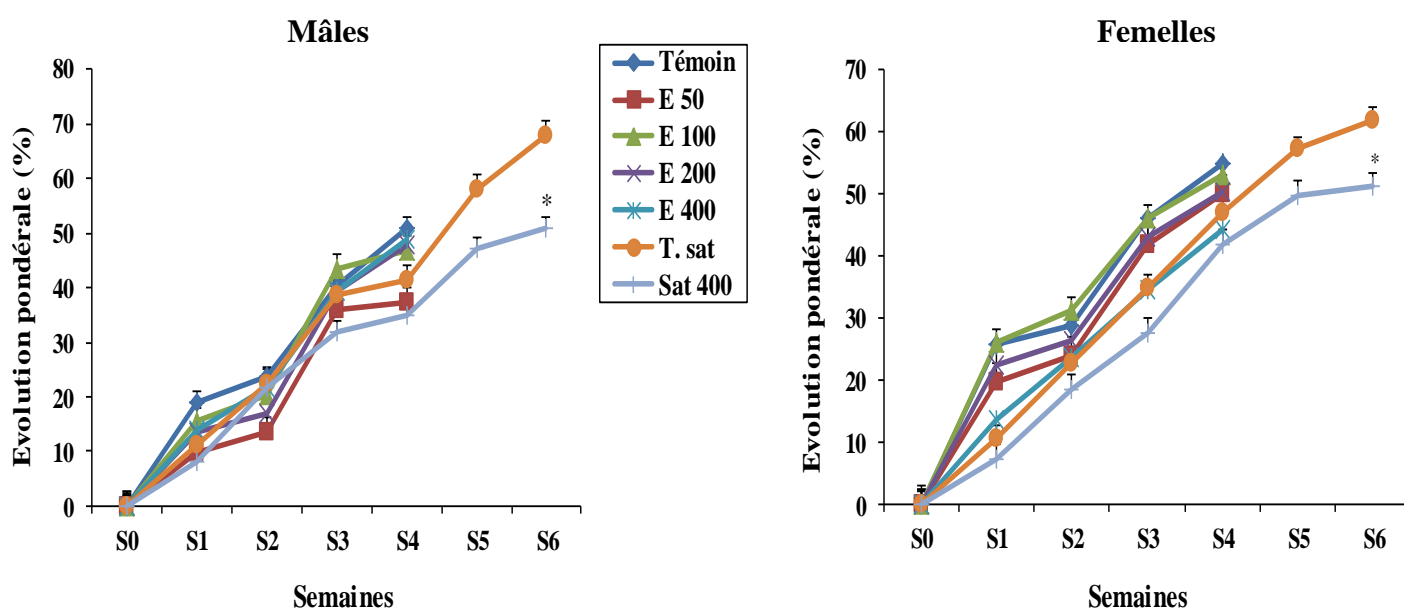 Mâles
Evolution pondérale (%)
80
70
60
50
40
30
20
10
0
*
S0 S1 S2 S3 S4 S5 S6
Semaines
Témoin
E 50
E 100
E 200
E 400
T. sat
Sat 400
Femelles
Evolution pondérale (%)
70
60
50
40
30
20
10
0
*
S0 S1 S2 S3 S4 S5 S6
Semaines